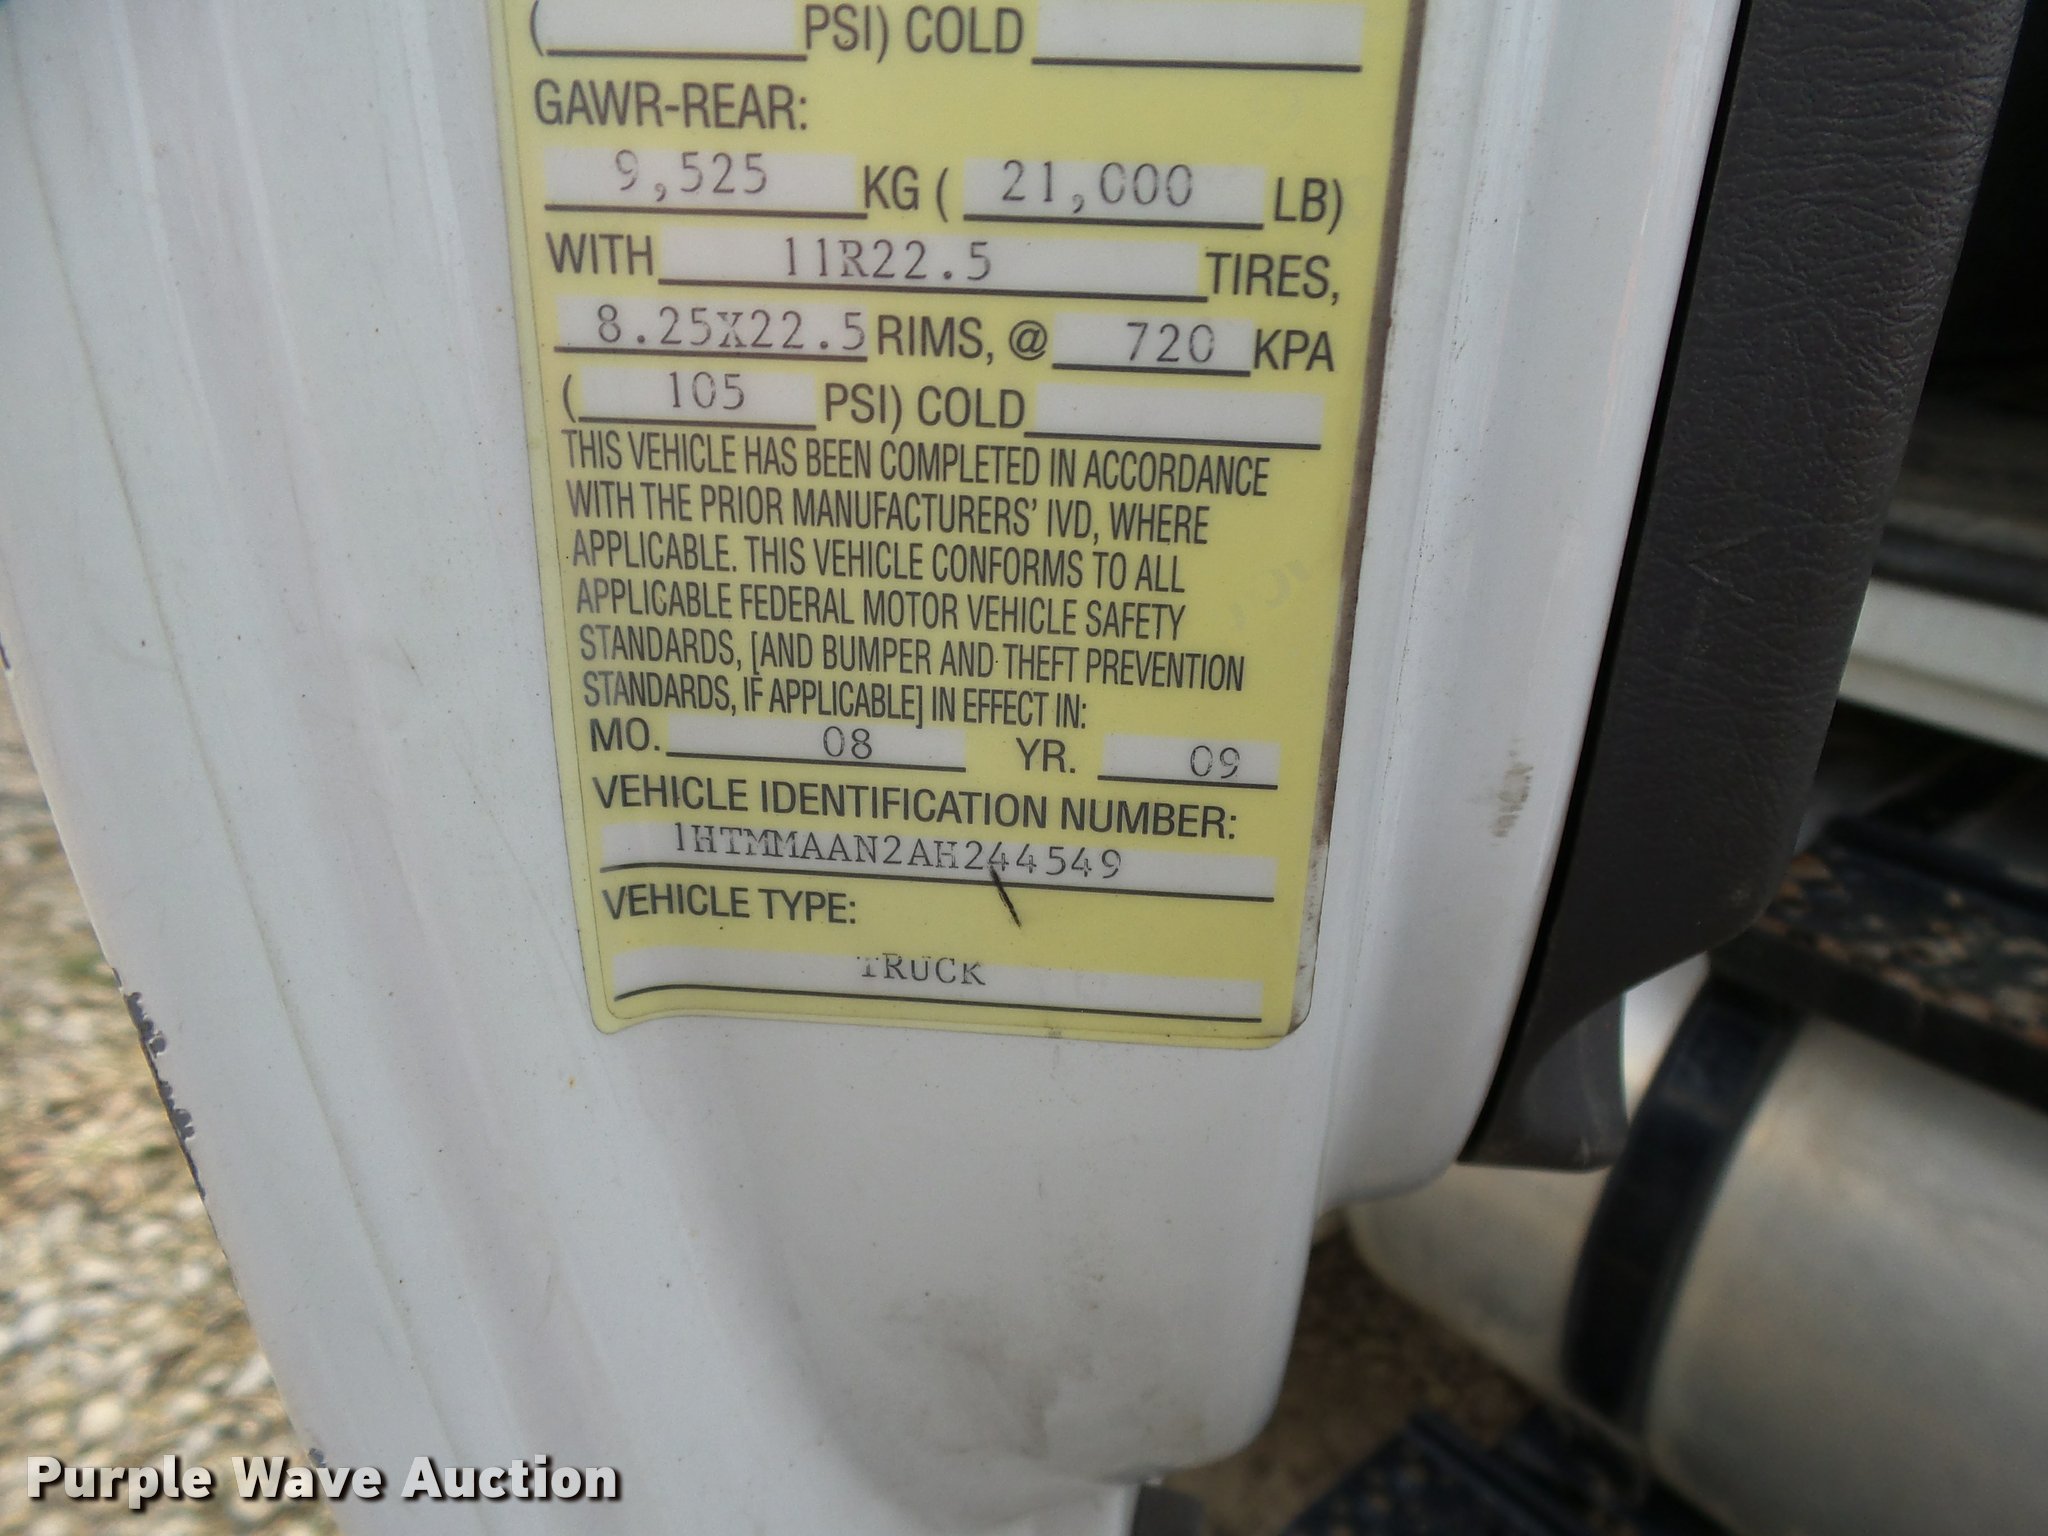 ( PSI) COLD
GAWR-REAR:
9,525 KG ( 21,000 LB)
WITH 11R22.5 TIRES,
8.25X22.5 RIMS, @ 720 KPA
( 105 PSI) COLD
THIS VEHICLE HAS BEEN COMPLETED IN ACCORDANCE
WITH THE PRIOR MANUFACTURERS' IVD, WHERE
APPLICABLE. THIS VEHICLE CONFORMS TO ALL
APPLICABLE FEDERAL MOTOR VEHICLE SAFETY
STANDARDS, [AND BUMPER AND THEFT PREVENTION
STANDARDS, IF APPLICABLE] IN EFFECT IN:
MO. 08 YR. 09
VEHICLE IDENTIFICATION NUMBER:
1HTMMAAN2AH244549
VEHICLE TYPE:
TRUCK
Purple Wave Auction